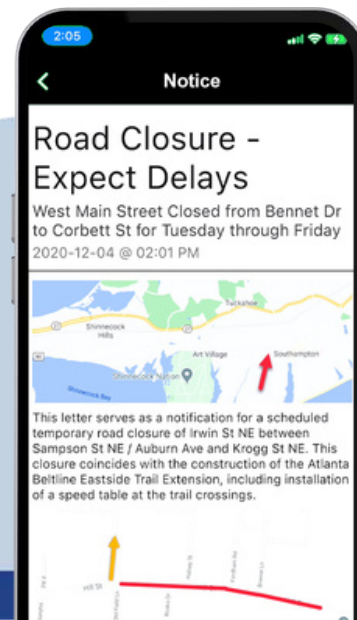 2:05
Notice
Road Closure -
Expect Delays
West Main Street Closed from Bennet Dr
to Corbett St for Tuesday through Friday
2020-12-04 @ 02:01 PM
Tuckahoe
27
Shinnecock
Hills
27
Art Village
Southampton
Shinnecock Nation
Shinnecock Bay
This letter serves as a notification for a scheduled
temporary road closure of Irwin St NE between
Sampson St NE / Auburn Ave and Krogg St NE. This
closure coincides with the construction of the Atlanta
Beltline Eastside Trail Extension, including installation
of a speed table at the trail crossings.
Hill St